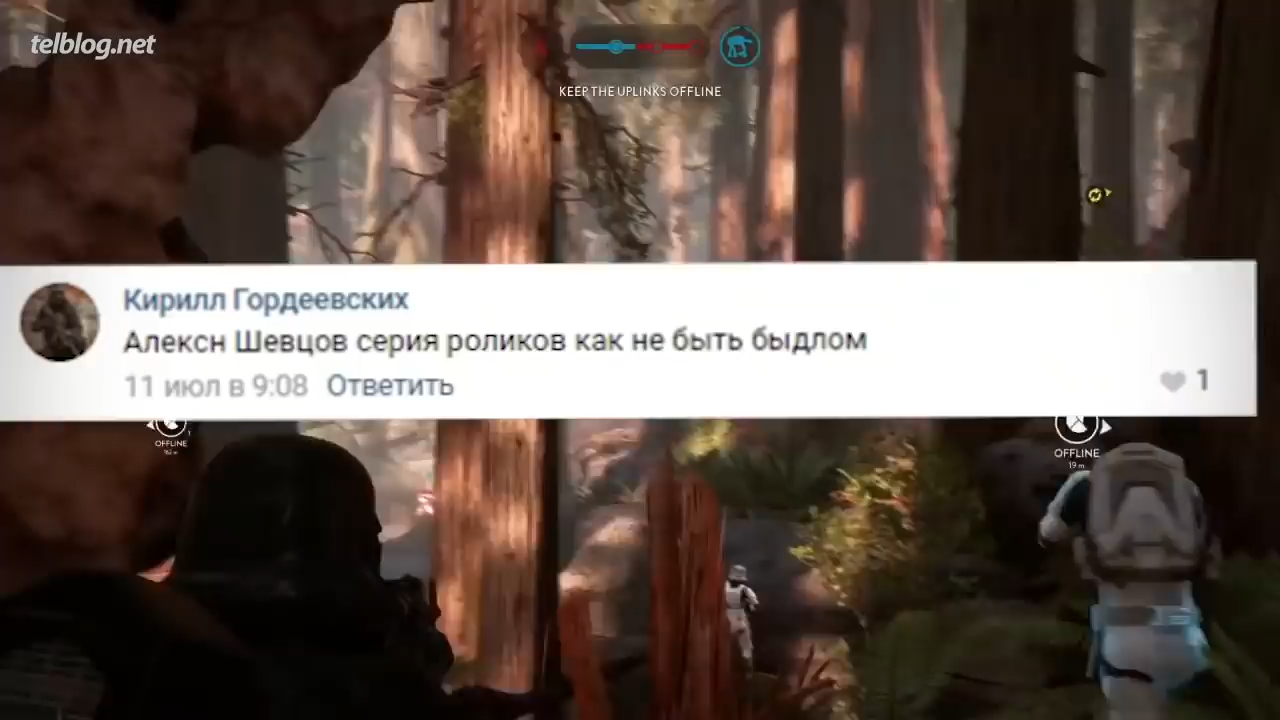 telblog.net
KEEP THE UPLINKS OFFLINE
Кирилл Гордеевских
Алексн Шевцов серия роликов как не быть быдлом
11 июл в 9:08 Ответить
1
OFFLINE
OFFLINE
19 m